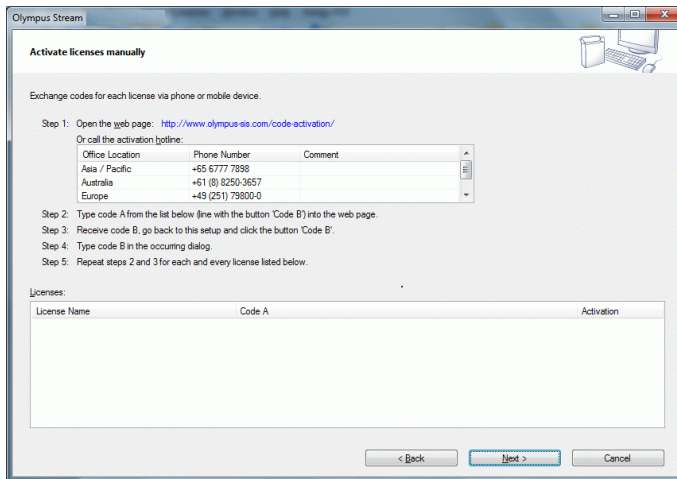 Olympus Stream
Activate licenses manually
Exchange codes for each license via phone or mobile device.
Step 1: Open the web page: http://www.olympus-sis.com/code-activation/
Or call the activation hotline:
Office Location Phone Number Comment
Asia / Pacific +65 6777 7898
Australia +61 (8) 8250-3657
Europe +49 (251) 79800-0
Step 2: Type code A from the list below (line with the button 'Code B') into the web page.
Step 3: Receive code B, go back to this setup and click the button 'Code B'.
Step 4: Type code B in the occurring dialog.
Step 5: Repeat steps 2 and 3 for each and every license listed below.
Licenses:
License Name Code A Activation
< Back Next > Cancel